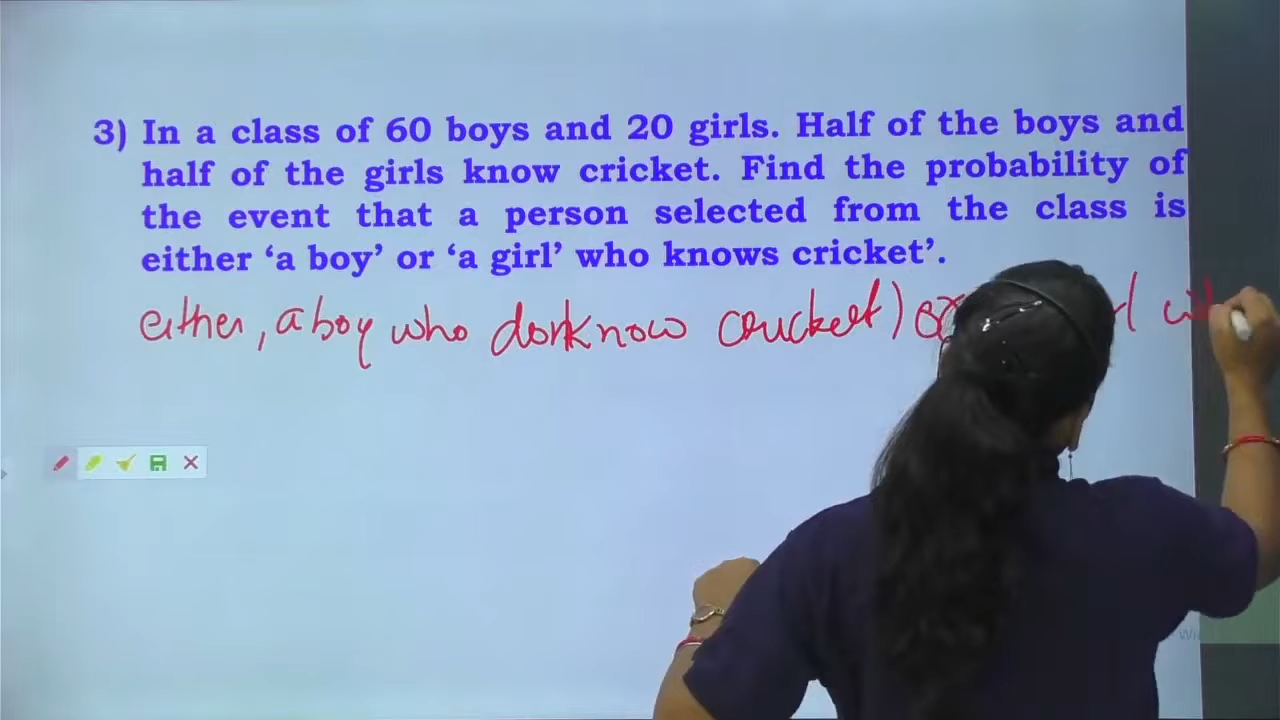 3) In a class of 60 boys and 20 girls. Half of the boys and
half of the girls know cricket. Find the probability of
the event that a person selected from the class is
either ‘a boy’ or ‘a girl’ who knows cricket’.
either, a boy who don know